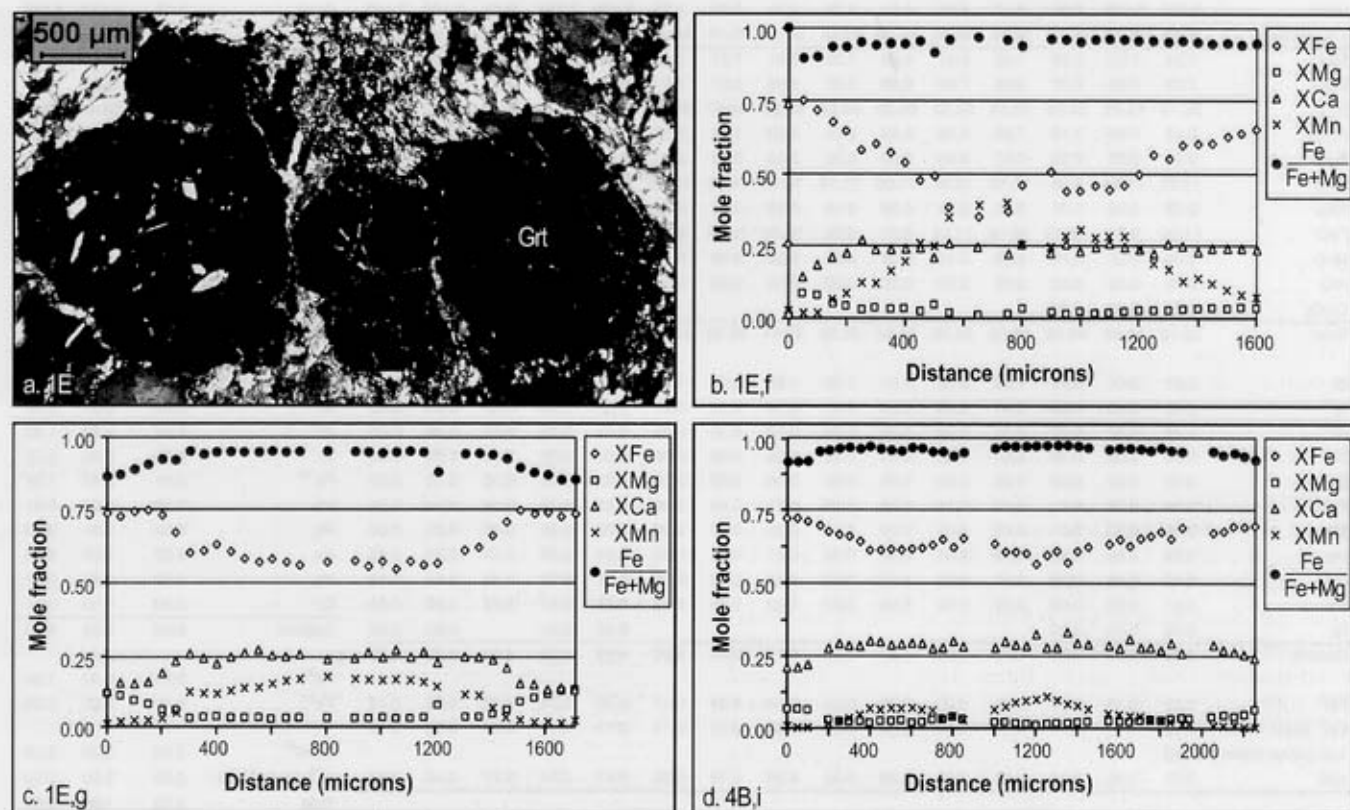 500 µm
Grt
a. 1E
1.00
0.75
0.50
0.25
0.00
Mole fraction
0
400
800
1200
1600
Distance (microns)
XFe
XMg
XCa
XMn
Fe
Fe+Mg
b. 1E,f
1.00
0.75
0.50
0.25
0.00
Mole fraction
0
400
800
1200
1600
Distance (microns)
XFe
XMg
XCa
XMn
Fe
Fe+Mg
c. 1E,g
1.00
0.75
0.50
0.25
0.00
Mole fraction
0
400
800
1200
1600
2000
Distance (microns)
XFe
XMg
XCa
XMn
Fe
Fe+Mg
d. 4B,i